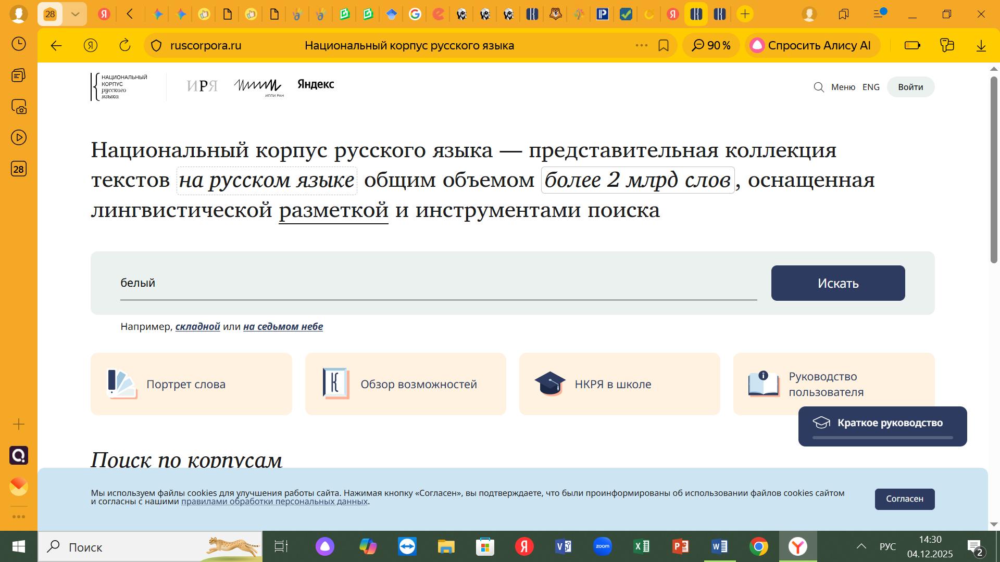 28
ruscorpora.ru
Национальный корпус русского языка
90 %
Спросить Алису AI
28
НАЦИОНАЛЬНЫЙ
КОРПУС
русского
языка
ИРЯ
ИППИ РАН
Яндекс
Меню
ENG
Войти
Национальный корпус русского языка — представительная коллекция
текстов на русском языке общим объемом более 2 млрд слов, оснащенная
лингвистической разметкой и инструментами поиска
белый
Искать
Например, складной или на седьмом небе
Портрет слова
Обзор возможностей
НКРЯ в школе
Руководство
пользователя
Краткое руководство
Поиск по корпусам
Мы используем файлы cookies для улучшения работы сайта. Нажимая кнопку «Согласен», вы подтверждаете, что были проинформированы об использовании файлов cookies сайтом
и согласны с нашими правилами обработки персональных данных.
Согласен
Поиск
zoom
РУС
14:30
04.12.2025
2